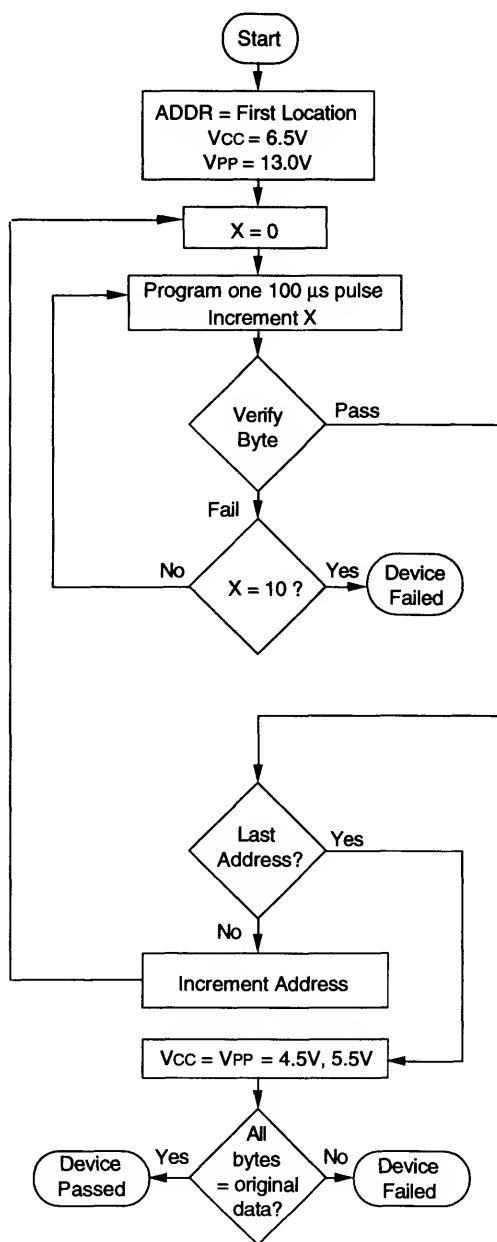 Start
ADDR = First Location
VCC = 6.5V
VPP = 13.0V
X = 0
Program one 100 µs pulse
Increment X
Verify
Byte
Pass
Fail
No
X = 10 ?
Yes
Device
Failed
Last
Address?
Yes
No
Increment Address
VCC = VPP = 4.5V, 5.5V
Device
Passed
Yes
All
bytes
= original
data?
No
Device
Failed